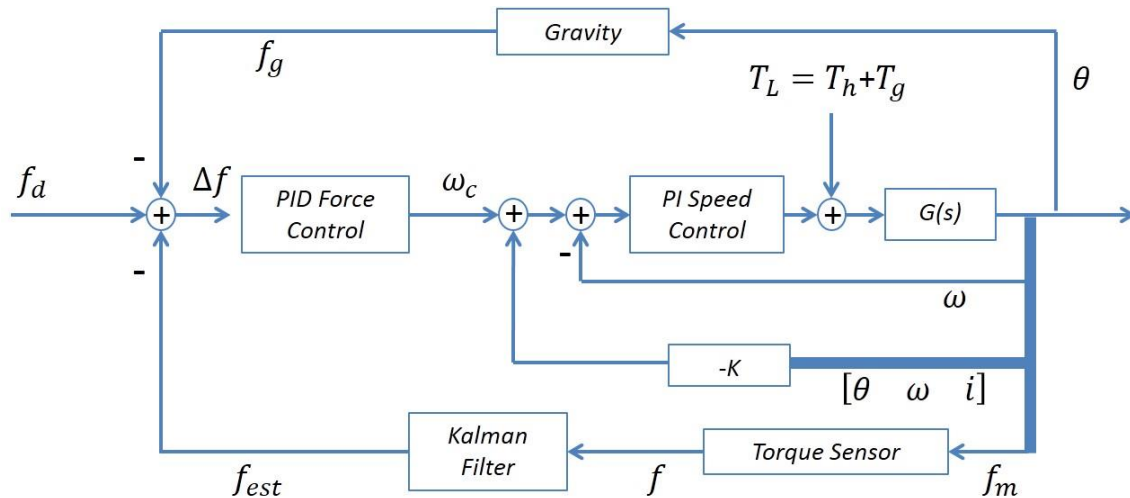 Gravity
f_g
T_L = T_h+T_g
θ
-
f_d
+
Δf
PID Force
Control
ω_c
+
+
PI Speed
Control
+
G(s)
-
-
ω
-K
[θ ω i]
Kalman
Filter
Torque Sensor
f_est
f
f_m